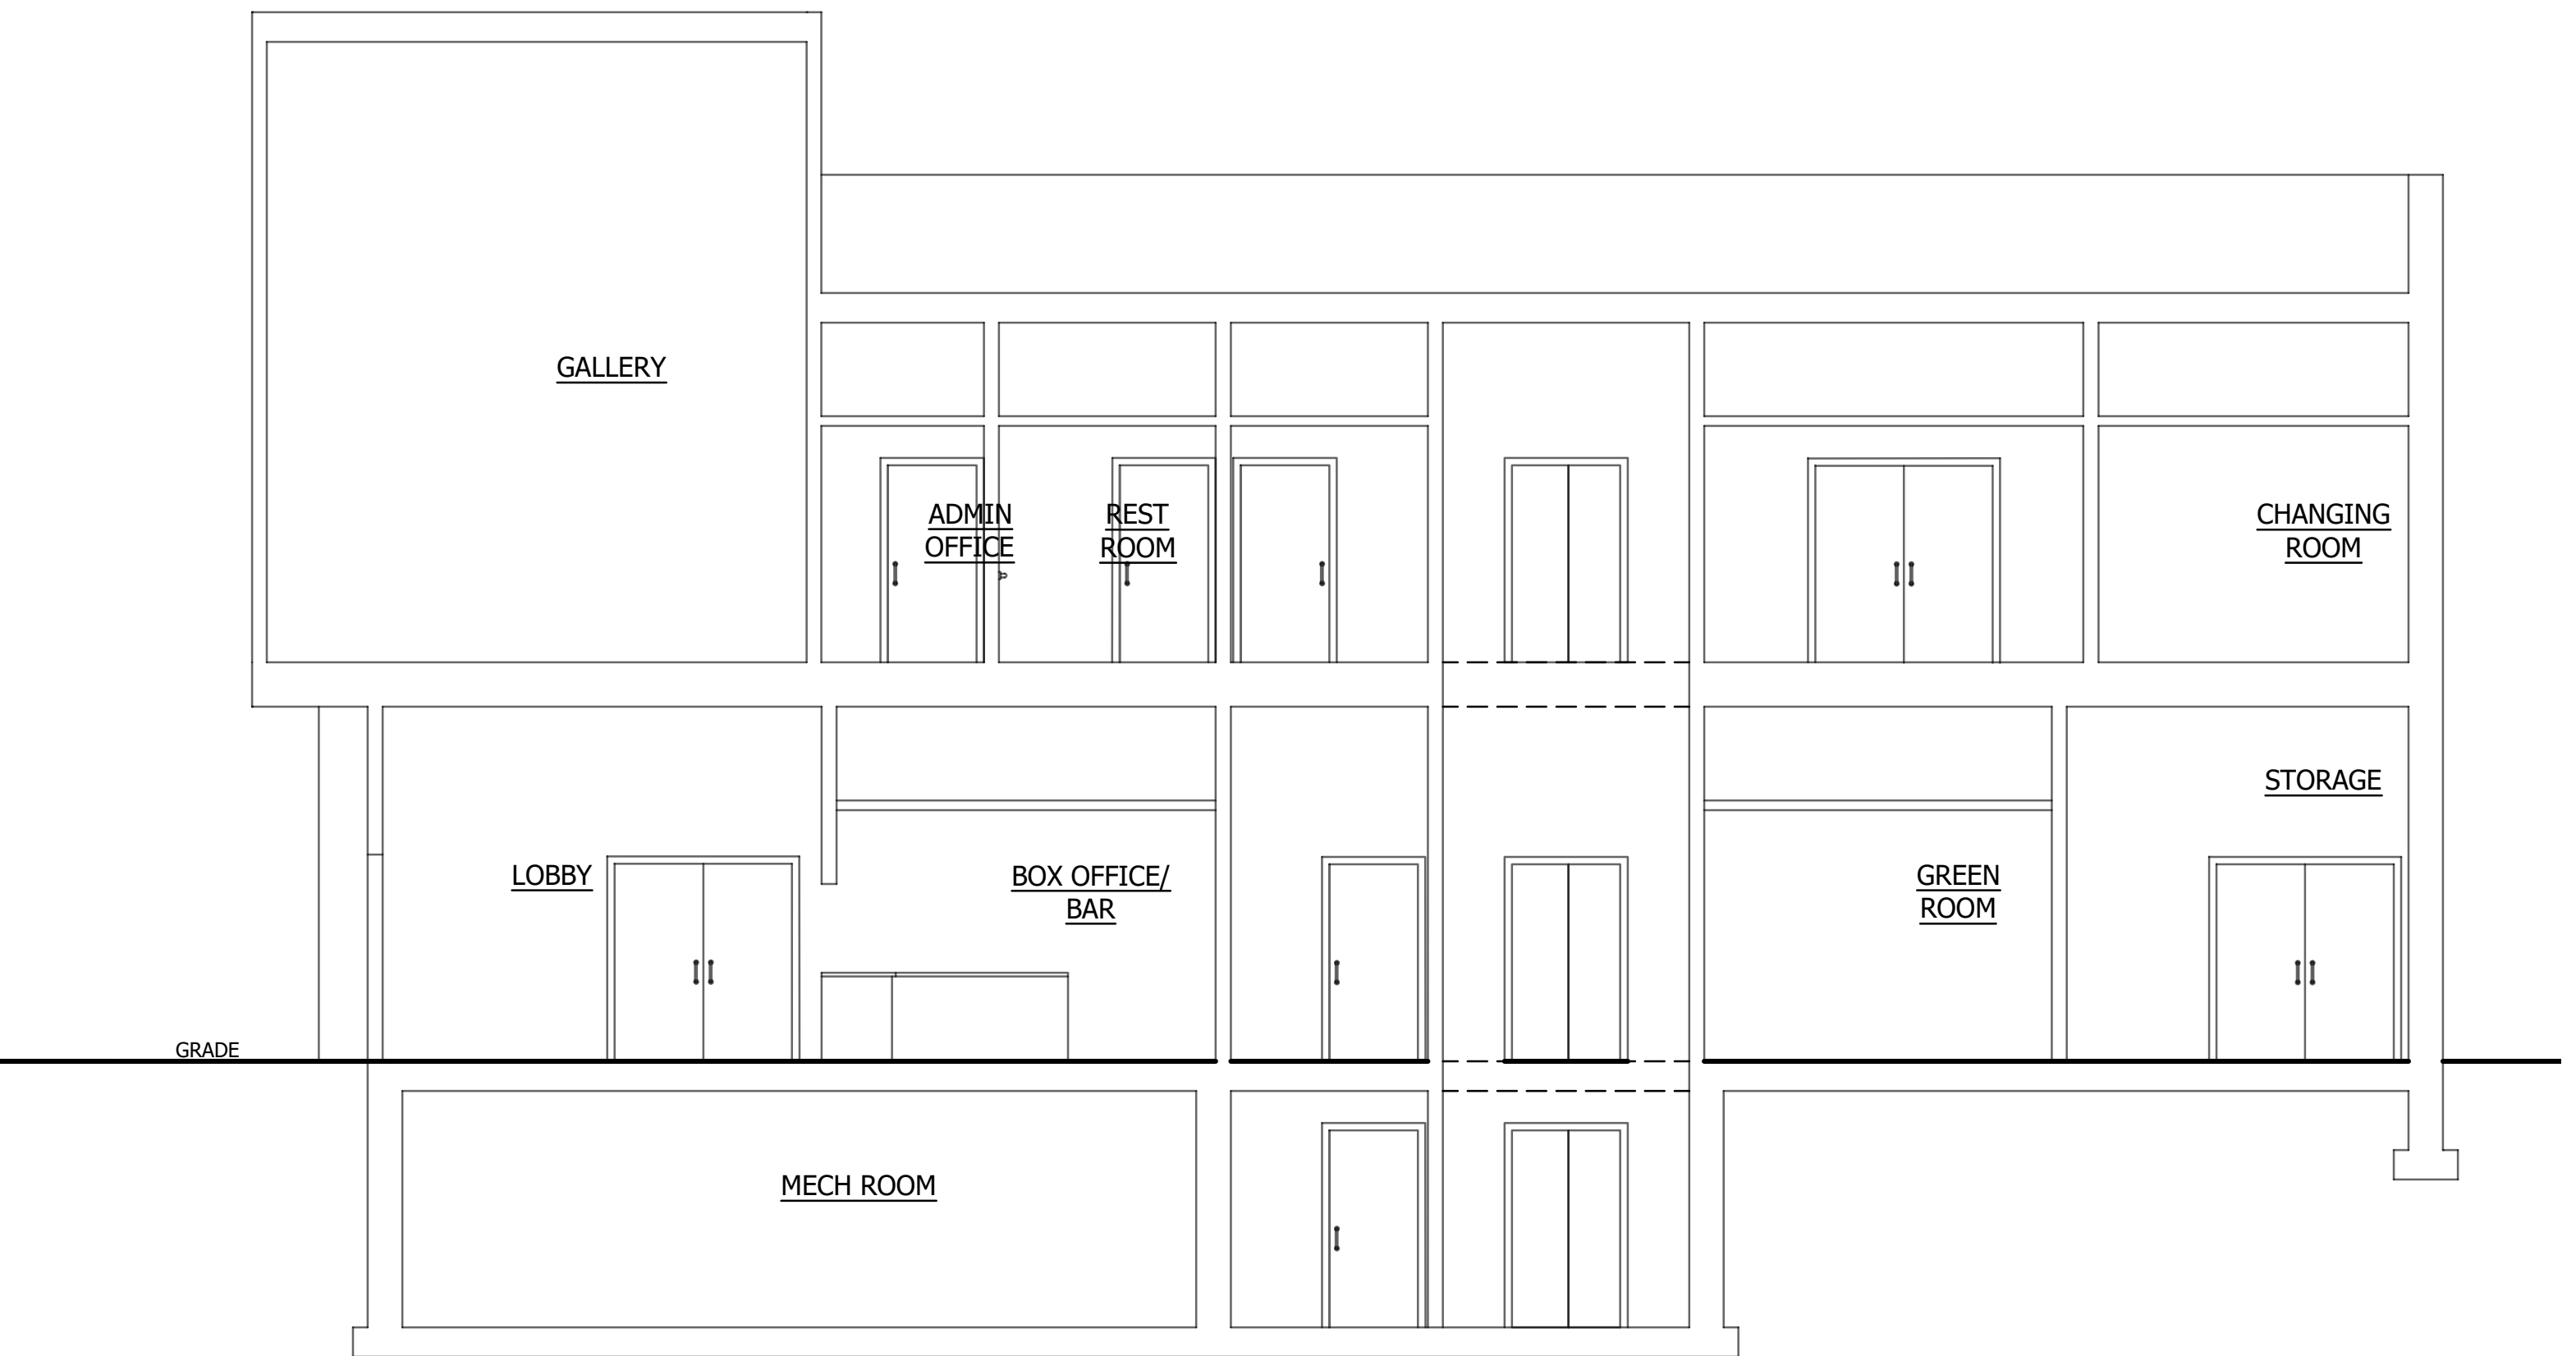 GALLERY
ADMIN
OFFICE
REST
ROOM
CHANGING
ROOM
STORAGE
LOBBY
BOX OFFICE/
BAR
GREEN
ROOM
GRADE
MECH ROOM